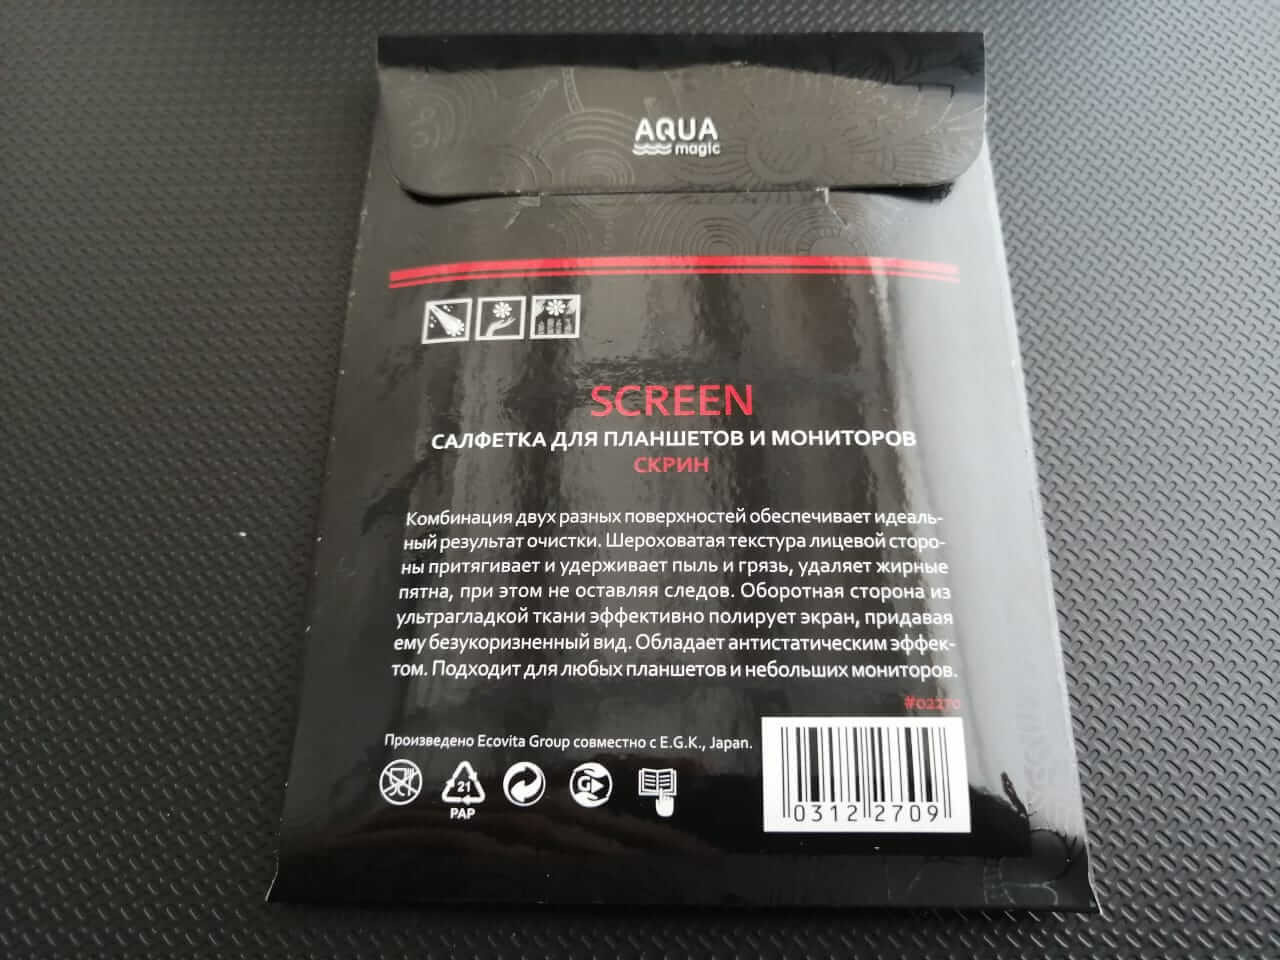 AQUA
magic
SCREEN
САЛФЕТКА ДЛЯ ПЛАНШЕТОВ И МОНИТОРОВ
СКРИН
Комбинация двух разных поверхностей обеспечивает идеаль-
ный результат очистки. Шероховатая текстура лицевой сторо-
ны притягивает и удерживает пыль и грязь, удаляет жирные
пятна, при этом не оставляя следов. Оборотная сторона из
ультрагладкой ткани эффективно полирует экран, придавая
ему безукоризненный вид. Обладает антистатическим эффек-
том. Подходит для любых планшетов и небольших мониторов.
#02270
Произведено Ecovita Group совместно с E.G.K., Japan.
21
PAP
03122709